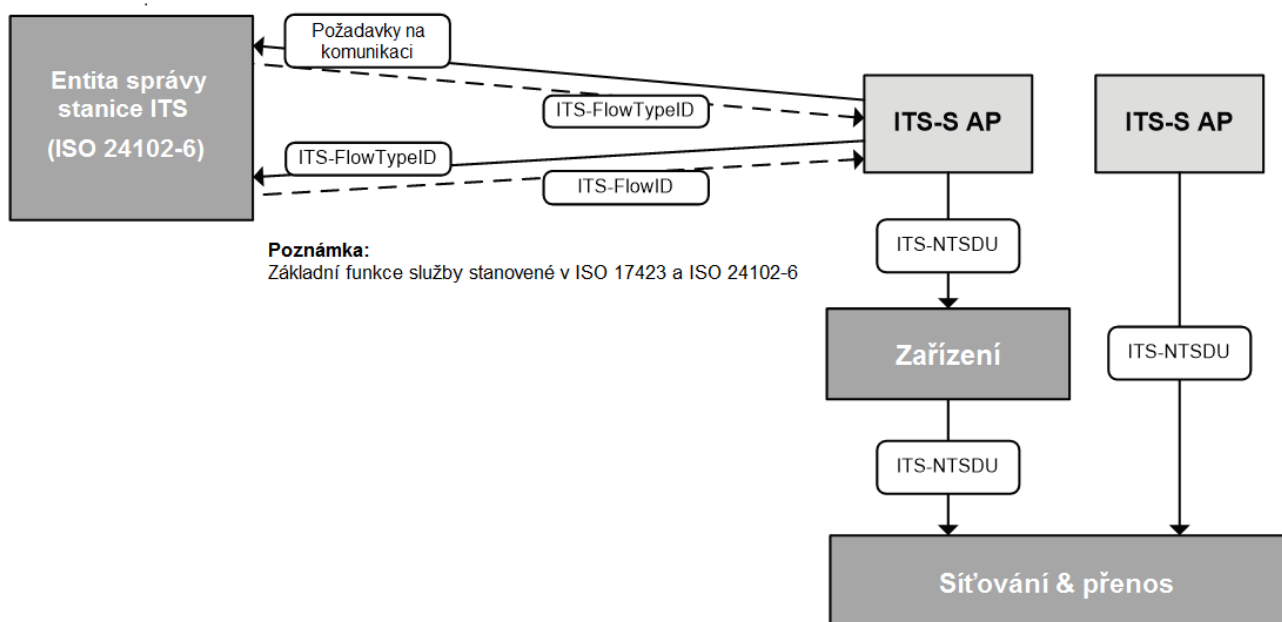 Požadavky na
komunikaci
Entita správy
stanice ITS
(ISO 24102-6)
ITS-FlowTypeID
ITS-S AP
ITS-S AP
ITS-FlowTypeID
ITS-FlowID
ITS-NTSDU
Poznámka:
Základní funkce služby stanovené v ISO 17423 a ISO 24102-6
Zařízení
ITS-NTSDU
ITS-NTSDU
Síťování & přenos